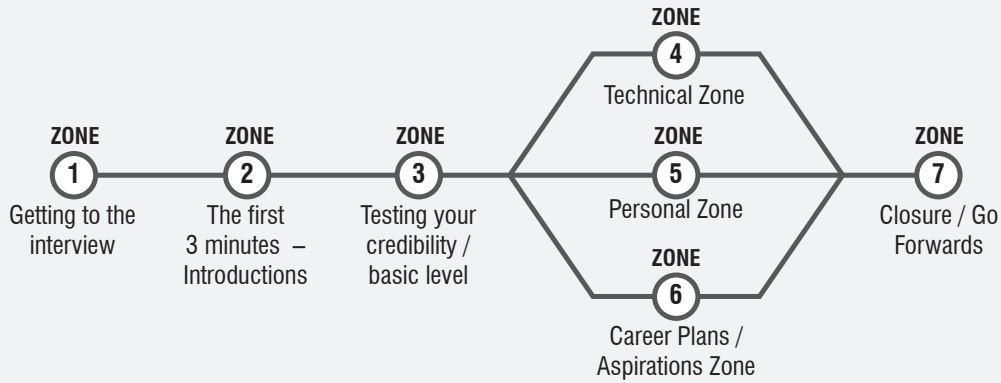 ZONE
1
Getting to the
interview
ZONE
2
The first
3 minutes –
Introductions
ZONE
3
Testing your
credibility /
basic level
ZONE
4
Technical Zone
ZONE
5
Personal Zone
ZONE
6
Career Plans /
Aspirations Zone
ZONE
7
Closure / Go
Forwards